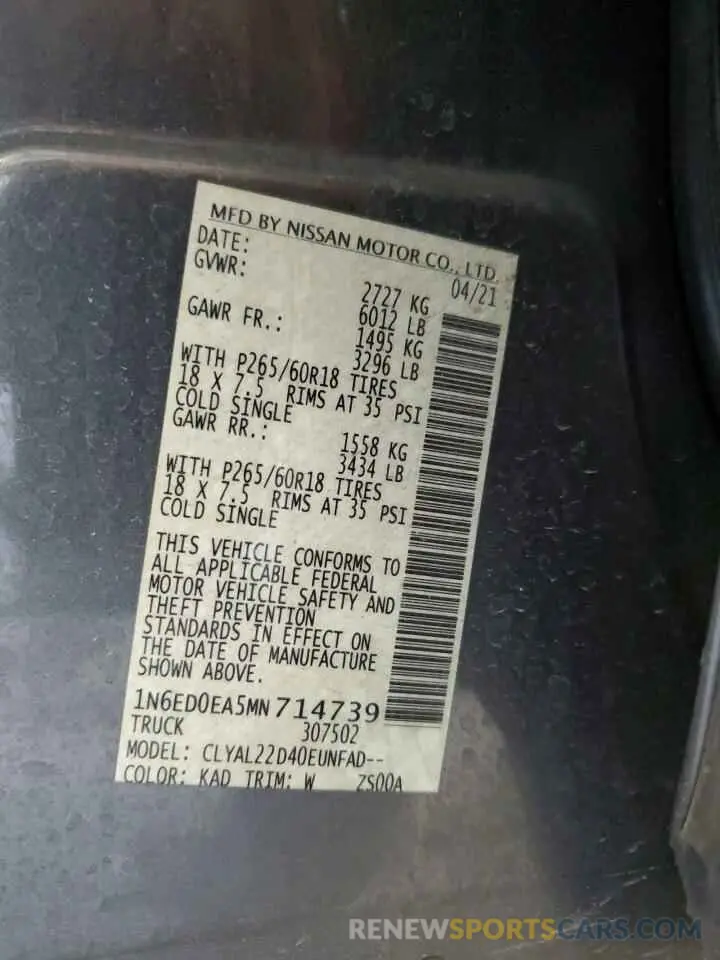 MFD BY NISSAN MOTOR CO., LTD.
DATE: 04/21
GVWR: 2727 KG
6012 LB
GAWR FR.: 1495 KG
3296 LB
WITH P265/60R18 TIRES
18 X 7.5 RIMS AT 35 PSI
COLD SINGLE
GAWR RR.: 1558 KG
3434 LB
WITH P265/60R18 TIRES
18 X 7.5 RIMS AT 35 PSI
COLD SINGLE
THIS VEHICLE CONFORMS TO
ALL APPLICABLE FEDERAL
MOTOR VEHICLE SAFETY AND
THEFT PREVENTION
STANDARDS IN EFFECT ON
THE DATE OF MANUFACTURE
SHOWN ABOVE.
1N6ED0EA5MN714739
TRUCK 307502
MODEL: CLYAL22D40EUNFAD--
COLOR: KAD TRIM: W ZS00A
RENEWSPORTSCARS.COM